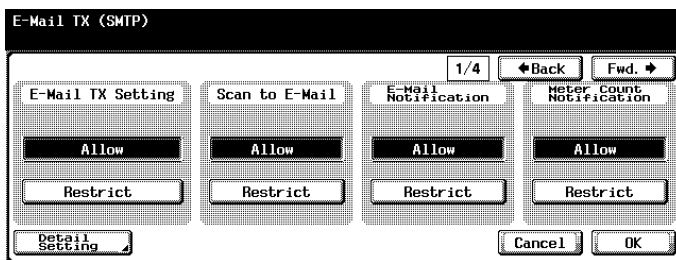 E-Mail TX (SMTP)
1/4 ←Back Fwd. →
E-Mail TX Setting
Allow
Restrict
Scan to E-Mail
Allow
Restrict
E-Mail
Notification
Allow
Restrict
Meter Count
Notification
Allow
Restrict
Detail
Setting
Cancel OK